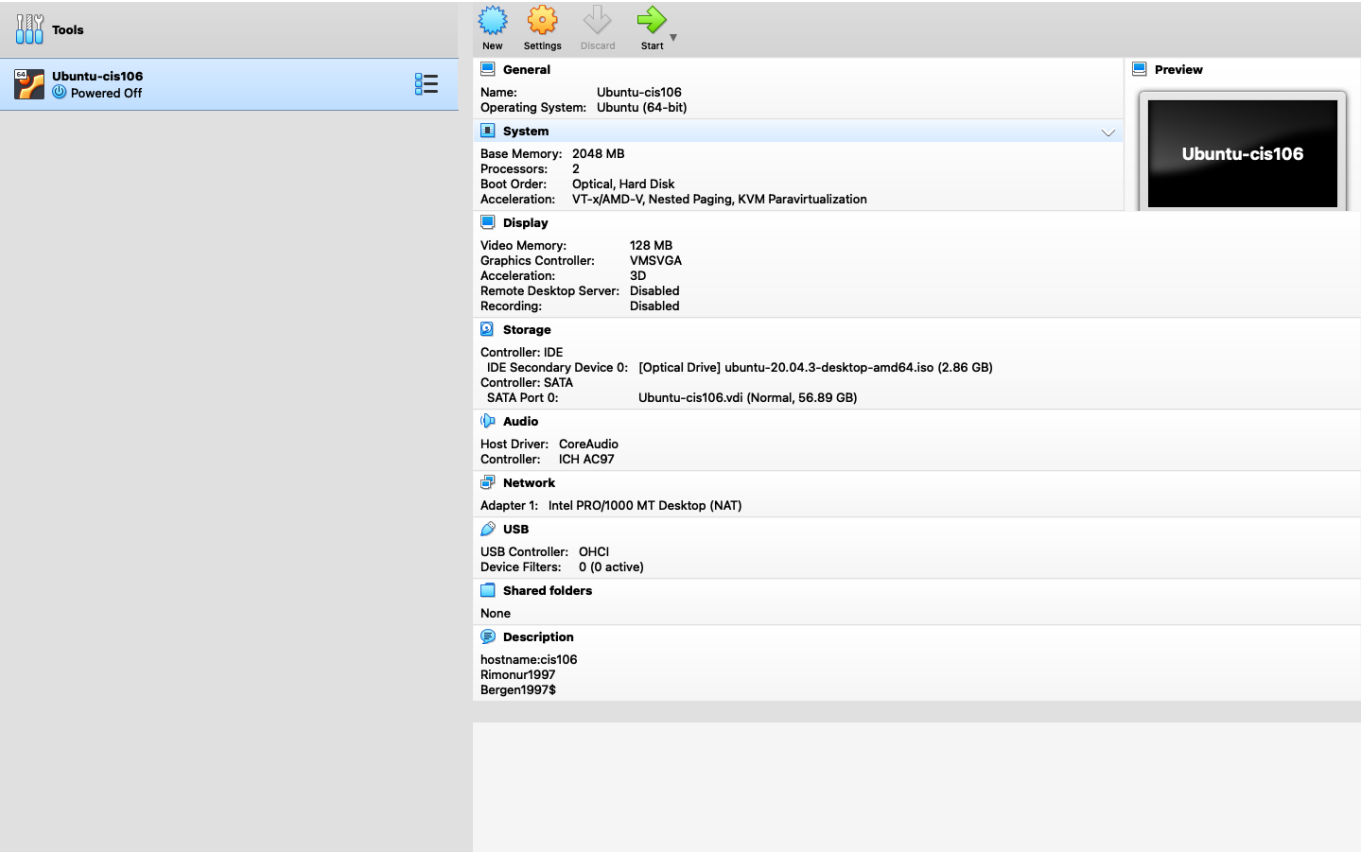 Tools
64
Ubuntu-cis106
Powered Off
New Settings Discard Start
General
Name: Ubuntu-cis106
Operating System: Ubuntu (64-bit)
System
Base Memory: 2048 MB
Processors: 2
Boot Order: Optical, Hard Disk
Acceleration: VT-x/AMD-V, Nested Paging, KVM Paravirtualization
Preview
Ubuntu-cis106
Display
Video Memory: 128 MB
Graphics Controller: VMSVGA
Acceleration: 3D
Remote Desktop Server: Disabled
Recording: Disabled
Storage
Controller: IDE
IDE Secondary Device 0: [Optical Drive] ubuntu-20.04.3-desktop-amd64.iso (2.86 GB)
Controller: SATA
SATA Port 0: Ubuntu-cis106.vdi (Normal, 56.89 GB)
Audio
Host Driver: CoreAudio
Controller: ICH AC97
Network
Adapter 1: Intel PRO/1000 MT Desktop (NAT)
USB
USB Controller: OHCI
Device Filters: 0 (0 active)
Shared folders
None
Description
hostname:cis106
Rimonur1997
Bergen1997$